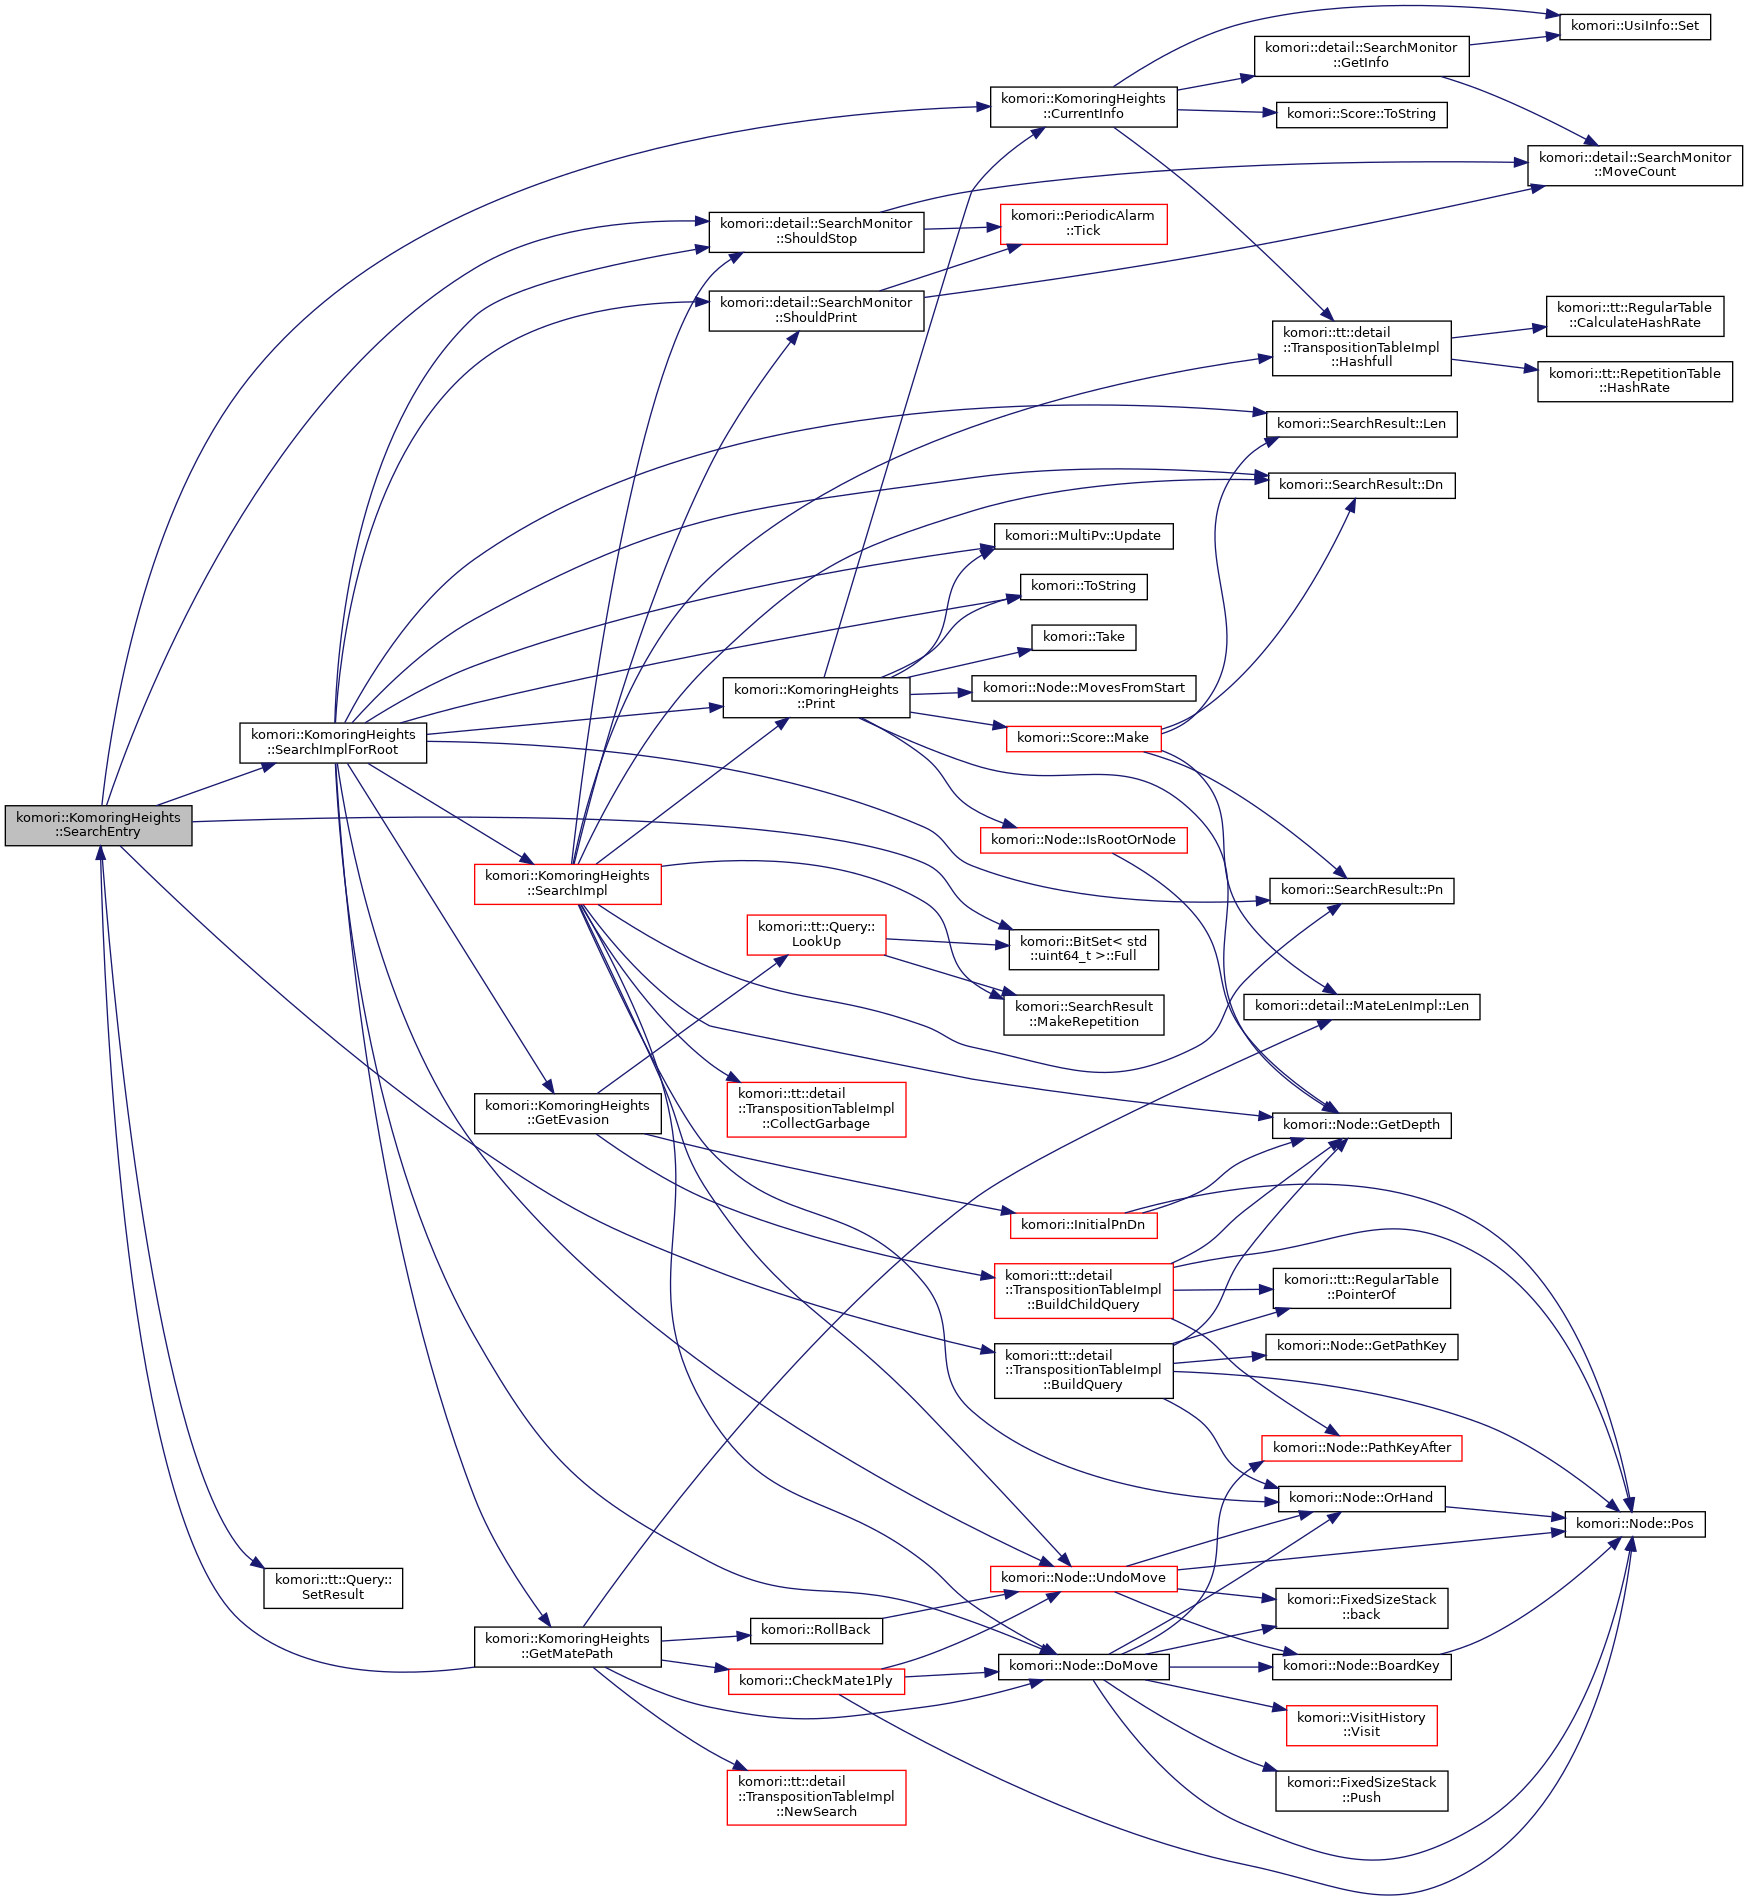 komori::KomoringHeights
::SearchEntry
komori::KomoringHeights
::SearchImplForRoot
komori::tt::Query::
SetResult
komori::KomoringHeights
::SearchImpl
komori::KomoringHeights
::GetEvasion
komori::KomoringHeights
::GetMatePath
komori::detail::SearchMonitor
::ShouldStop
komori::detail::SearchMonitor
::ShouldPrint
komori::KomoringHeights
::Print
komori::tt::Query::
LookUp
komori::tt::detail
::TranspositionTableImpl
::CollectGarbage
komori::RollBack
komori::CheckMate1Ply
komori::tt::detail
::TranspositionTableImpl
::NewSearch
komori::KomoringHeights
::CurrentInfo
komori::PeriodicAlarm
::Tick
komori::MultiPv::Update
komori::ToString
komori::Take
komori::Node::MovesFromStart
komori::Score::Make
komori::Node::IsRootOrNode
komori::BitSet< std
::uint64_t >::Full
komori::SearchResult
::MakeRepetition
komori::InitialPnDn
komori::tt::detail
::TranspositionTableImpl
::BuildChildQuery
komori::tt::detail
::TranspositionTableImpl
::BuildQuery
komori::Node::UndoMove
komori::Node::DoMove
komori::detail::SearchMonitor
::GetInfo
komori::Score::ToString
komori::tt::detail
::TranspositionTableImpl
::Hashfull
komori::SearchResult::Len
komori::SearchResult::Dn
komori::SearchResult::Pn
komori::detail::MateLenImpl::Len
komori::Node::GetDepth
komori::tt::RegularTable
::PointerOf
komori::Node::GetPathKey
komori::Node::PathKeyAfter
komori::Node::OrHand
komori::FixedSizeStack
::back
komori::Node::BoardKey
komori::VisitHistory
::Visit
komori::FixedSizeStack
::Push
komori::UsiInfo::Set
komori::detail::SearchMonitor
::MoveCount
komori::tt::RegularTable
::CalculateHashRate
komori::tt::RepetitionTable
::HashRate
komori::Node::Pos